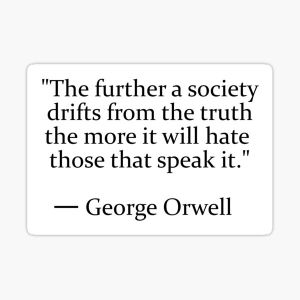 "The further a society
drifts from the truth
the more it will hate
those that speak it."
— George Orwell